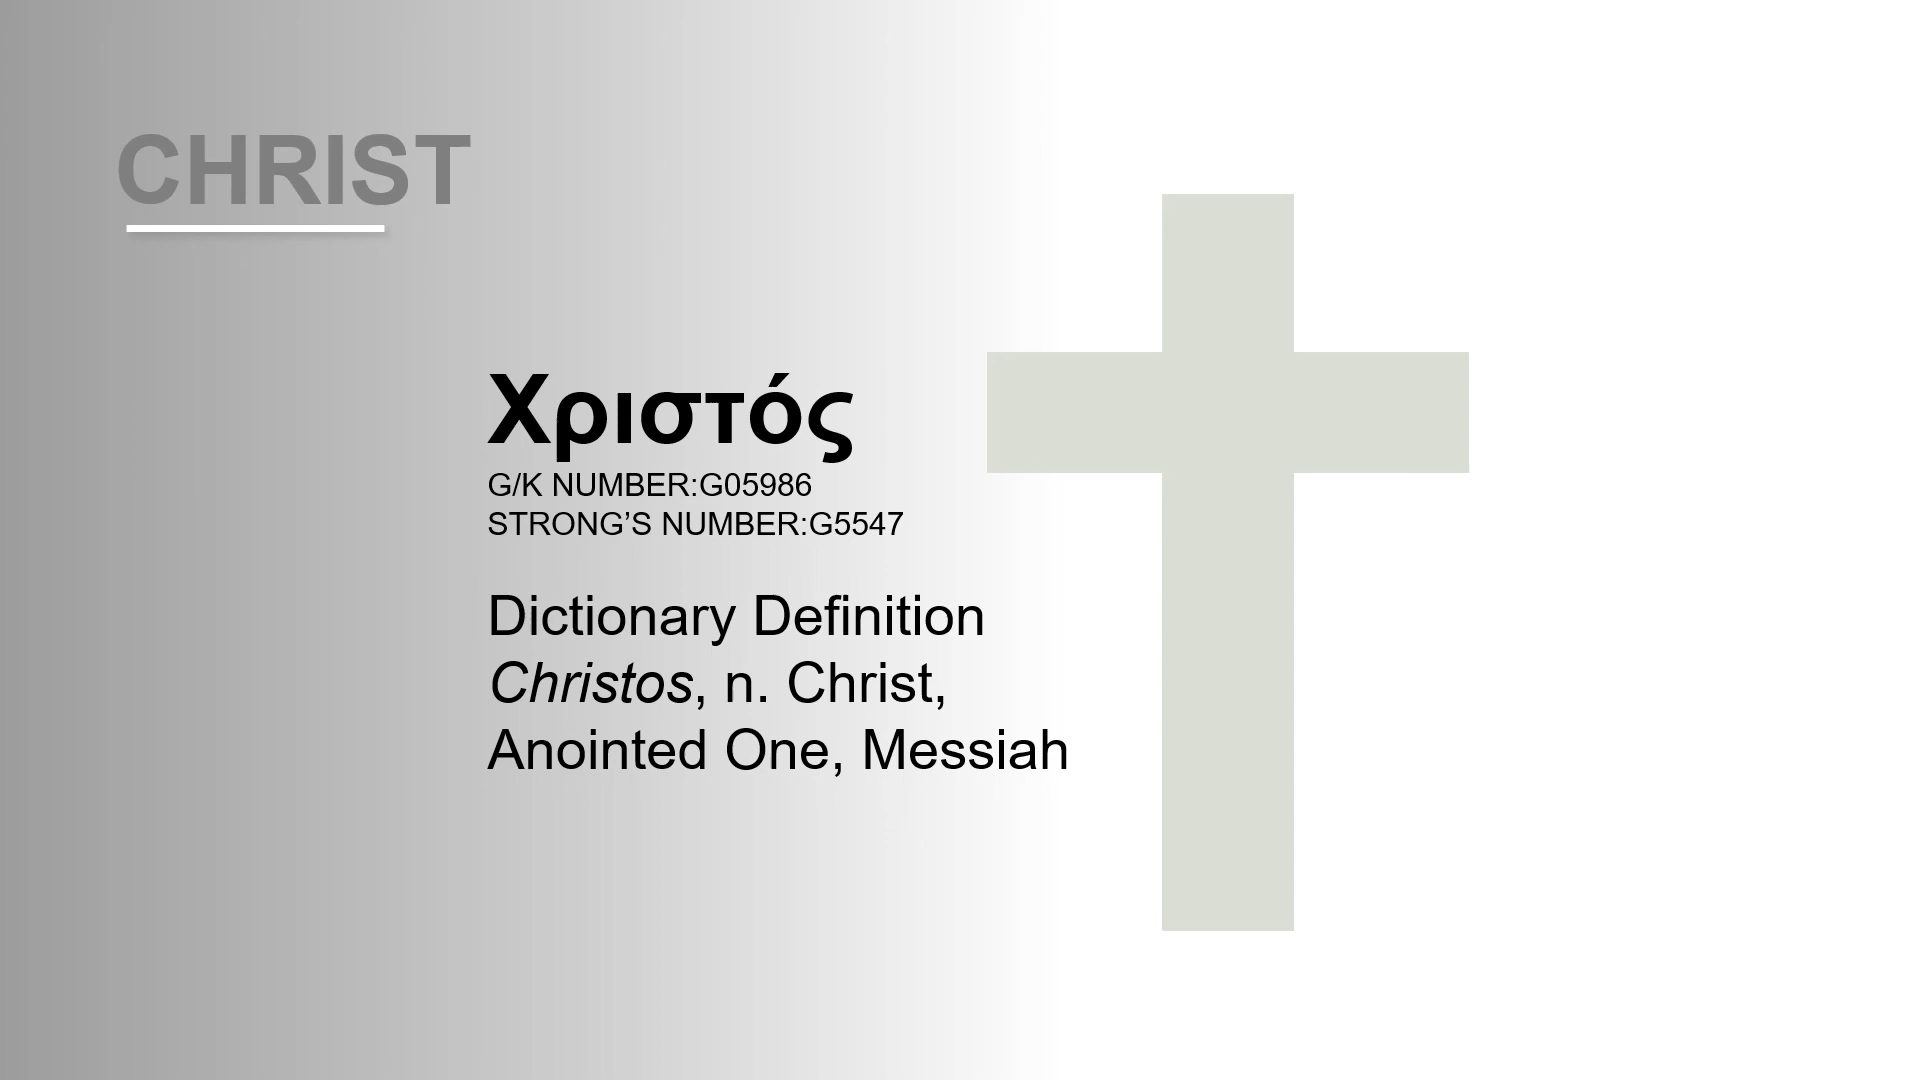 CHRIST
Χριστός
G/K NUMBER:G05986
STRONG’S NUMBER:G5547
Dictionary Definition
Christos, n. Christ,
Anointed One, Messiah